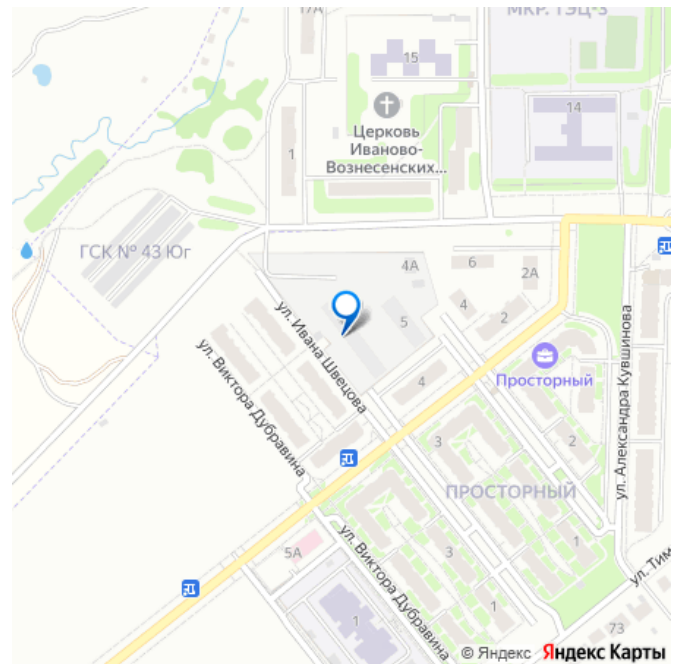 17А
МКР. ТЭЦ-3
15
14
Церковь
Иваново-
Вознесенских...
1
ГСК № 43 Юг
4А
6
2А
4
2
5
ул. Ивана Швецова
ул. Виктора Дубравина
4
Просторный
ул. Александра Кувшинова
3
2
ПРОСТОРНЫЙ
5А
3
1
ул. Виктора Дубравина
ул. Тим
1
73
© Яндекс Яндекс Карты